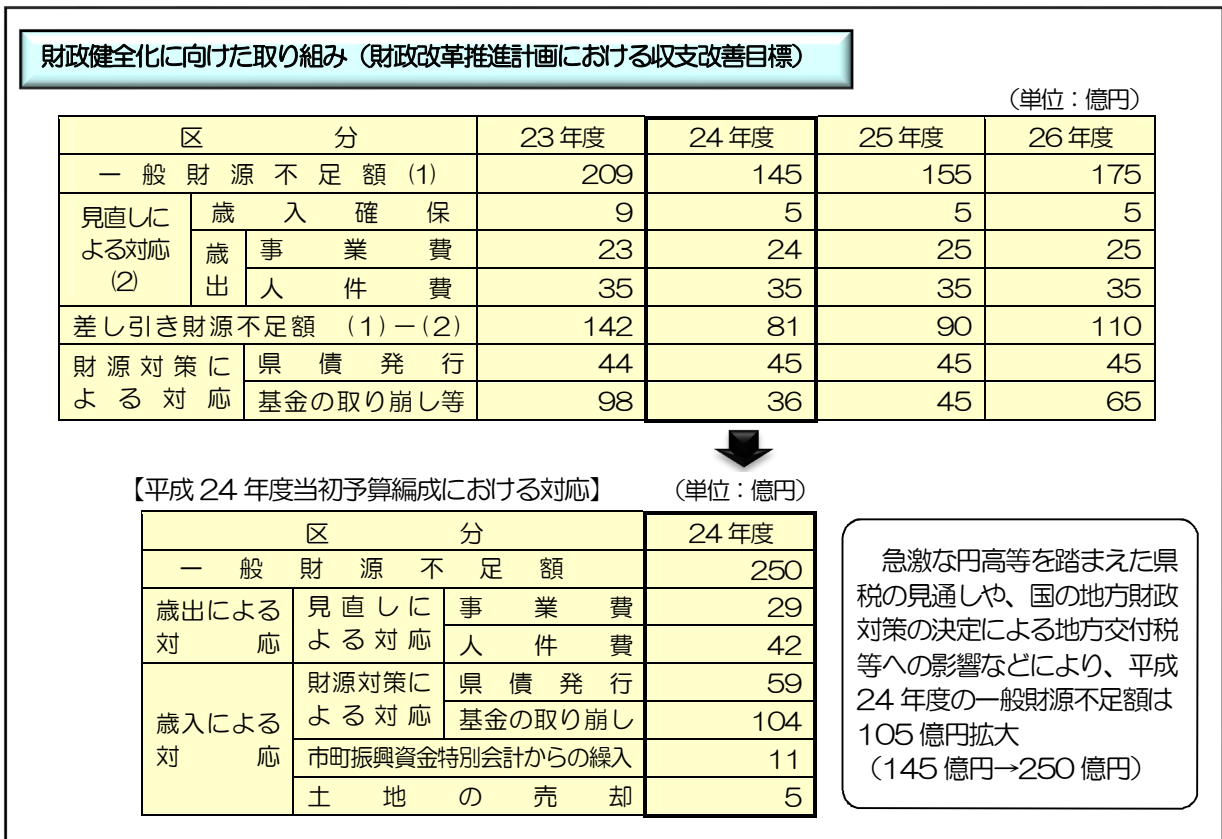 財政健全化に向けた取り組み（財政改革推進計画における収支改善目標）
（単位：億円）
区分 23年度 24年度 25年度 26年度
一般財源不足額 (1) 209 145 155 175
見直しによる対応(2) 歳入確保 9 5 5 5
歳出 事業費 23 24 25 25
人件費 35 35 35 35
差し引き財源不足額 (1)－(2) 142 81 90 110
財源対策による対応 県債発行 44 45 45 45
基金の取り崩し等 98 36 45 65
【平成24年度当初予算編成における対応】 （単位：億円）
区分 24年度
一般財源不足額 250
歳出による対応 見直しによる対応 事業費 29
人件費 42
歳入による対応 財源対策による対応 県債発行 59
基金の取り崩し 104
市町振興資金特別会計からの繰入 11
土地の売却 5
急激な円高等を踏まえた県
税の見通しや、国の地方財政
対策の決定による地方交付税
等への影響などにより、平成
24年度の一般財源不足額は
105億円拡大
（145億円→250億円）